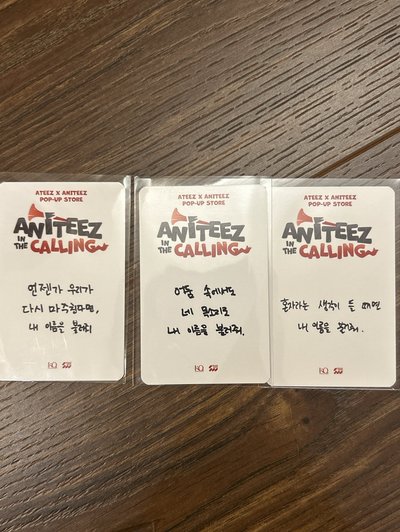 ATEEZ X ANITEEZ
POP-UP STORE
ANITEEZ
IN THE CALLING
언젠가 우리가
다시 마주친다면,
내 이름을 불러줘
KQ
ATEEZ X ANITEEZ
POP-UP STORE
ANITEEZ
IN THE CALLING
어둠 속에서도
네 목소리로
내 이름을 불러줘.
KQ
ATEEZ X ANITEEZ
POP-UP STORE
ANITEEZ
IN THE CALLING
혼자라는 생각이 들 때면
내 이름을 불러줘.
KQ